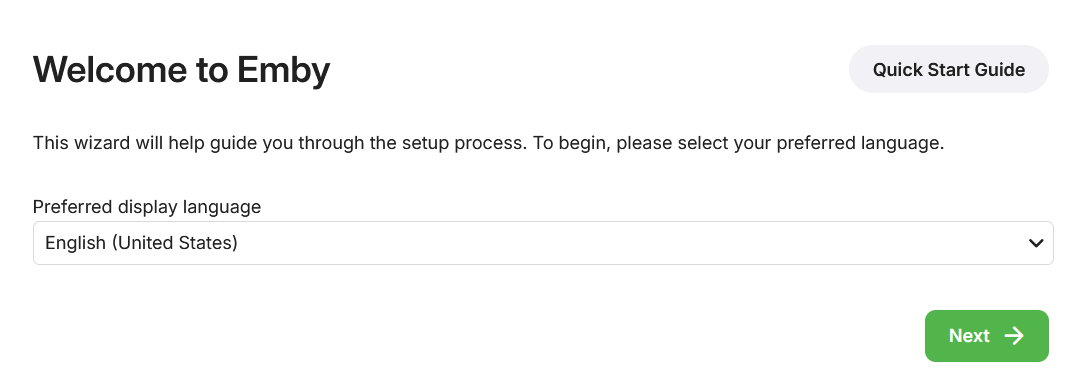 Welcome to Emby
Quick Start Guide
This wizard will help guide you through the setup process. To begin, please select your preferred language.
Preferred display language
English (United States)
Next